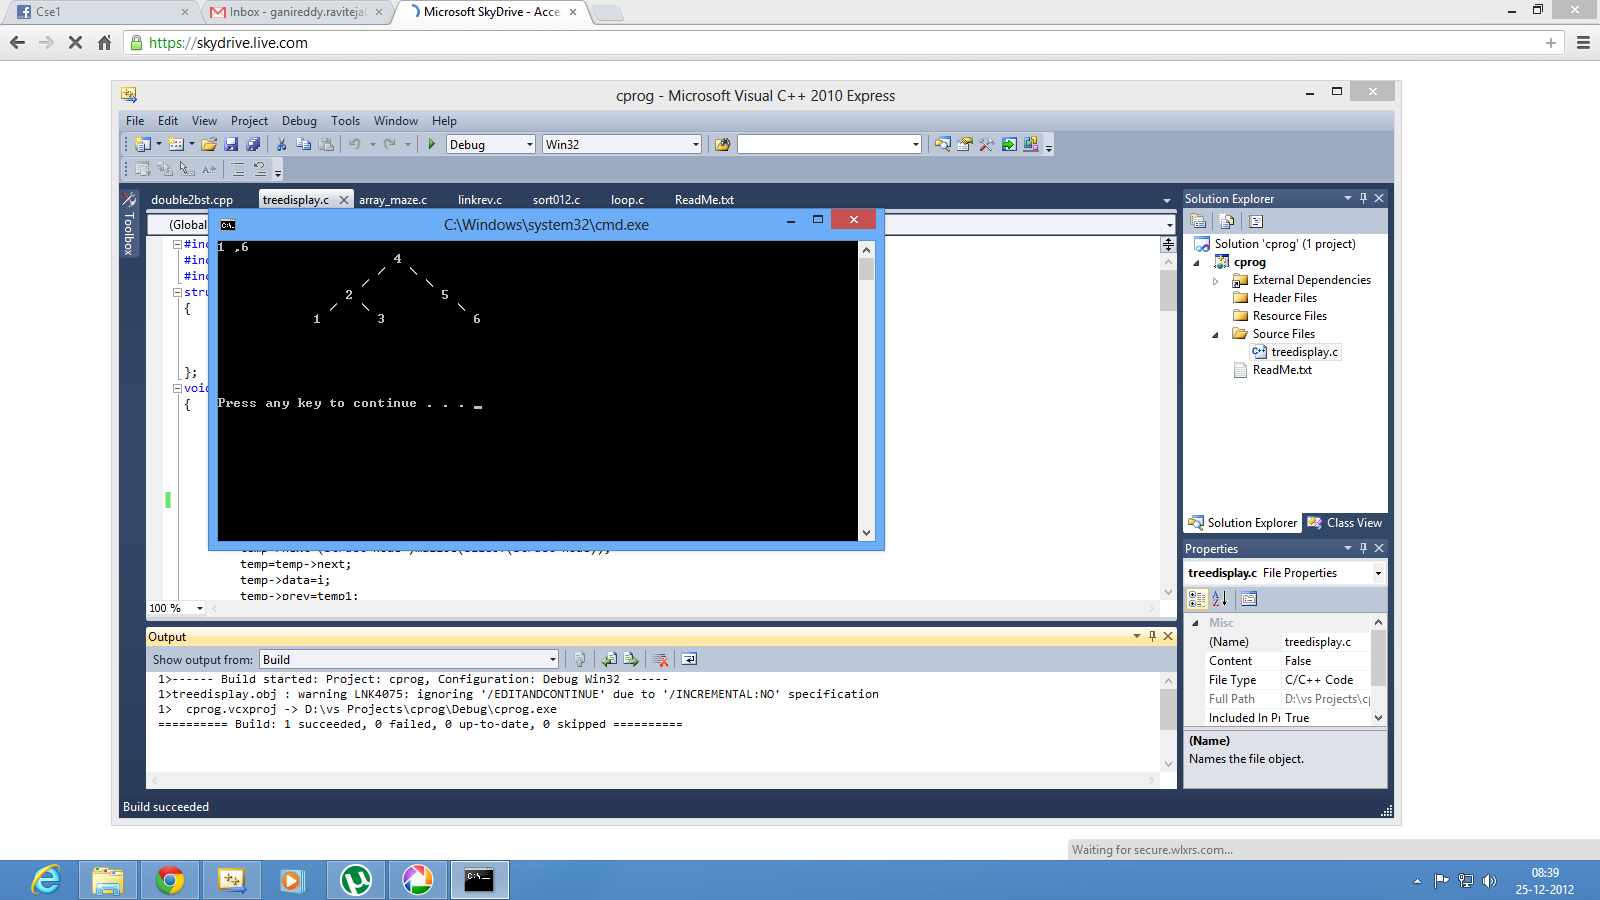 Cse1
Inbox - ganireddy.raviteja
Microsoft SkyDrive - Acce
https://skydrive.live.com
cprog - Microsoft Visual C++ 2010 Express
File Edit View Project Debug Tools Window Help
Debug Win32
double2bst.cpp treedisplay.c array_maze.c linkrev.c sort012.c loop.c ReadMe.txt
Toolbox
(Global
#inc
#inc
#inc
stru
{
};
void
{
C:\Windows\system32\cmd.exe
1 ,6
4
/ \
2 5
/ \ \
1 3 6
Press any key to continue . . . _
temp=temp->next;
temp->data=i;
temp->prev=temp1;
100 %
Output
Show output from: Build
1>------ Build started: Project: cprog, Configuration: Debug Win32 ------
1>treedisplay.obj : warning LNK4075: ignoring '/EDITANDCONTINUE' due to '/INCREMENTAL:NO' specification
1> cprog.vcxproj -> D:\vs Projects\cprog\Debug\cprog.exe
========== Build: 1 succeeded, 0 failed, 0 up-to-date, 0 skipped ==========
Solution Explorer
Solution 'cprog' (1 project)
cprog
External Dependencies
Header Files
Resource Files
Source Files
treedisplay.c
ReadMe.txt
Solution Explorer Class View
Properties
treedisplay.c File Properties
Misc
(Name) treedisplay.c
Content False
File Type C/C++ Code
Full Path D:\vs Projects\cp
Included In Pr True
(Name)
Names the file object.
Build succeeded
Waiting for secure.wlxrs.com...
08:39
25-12-2012